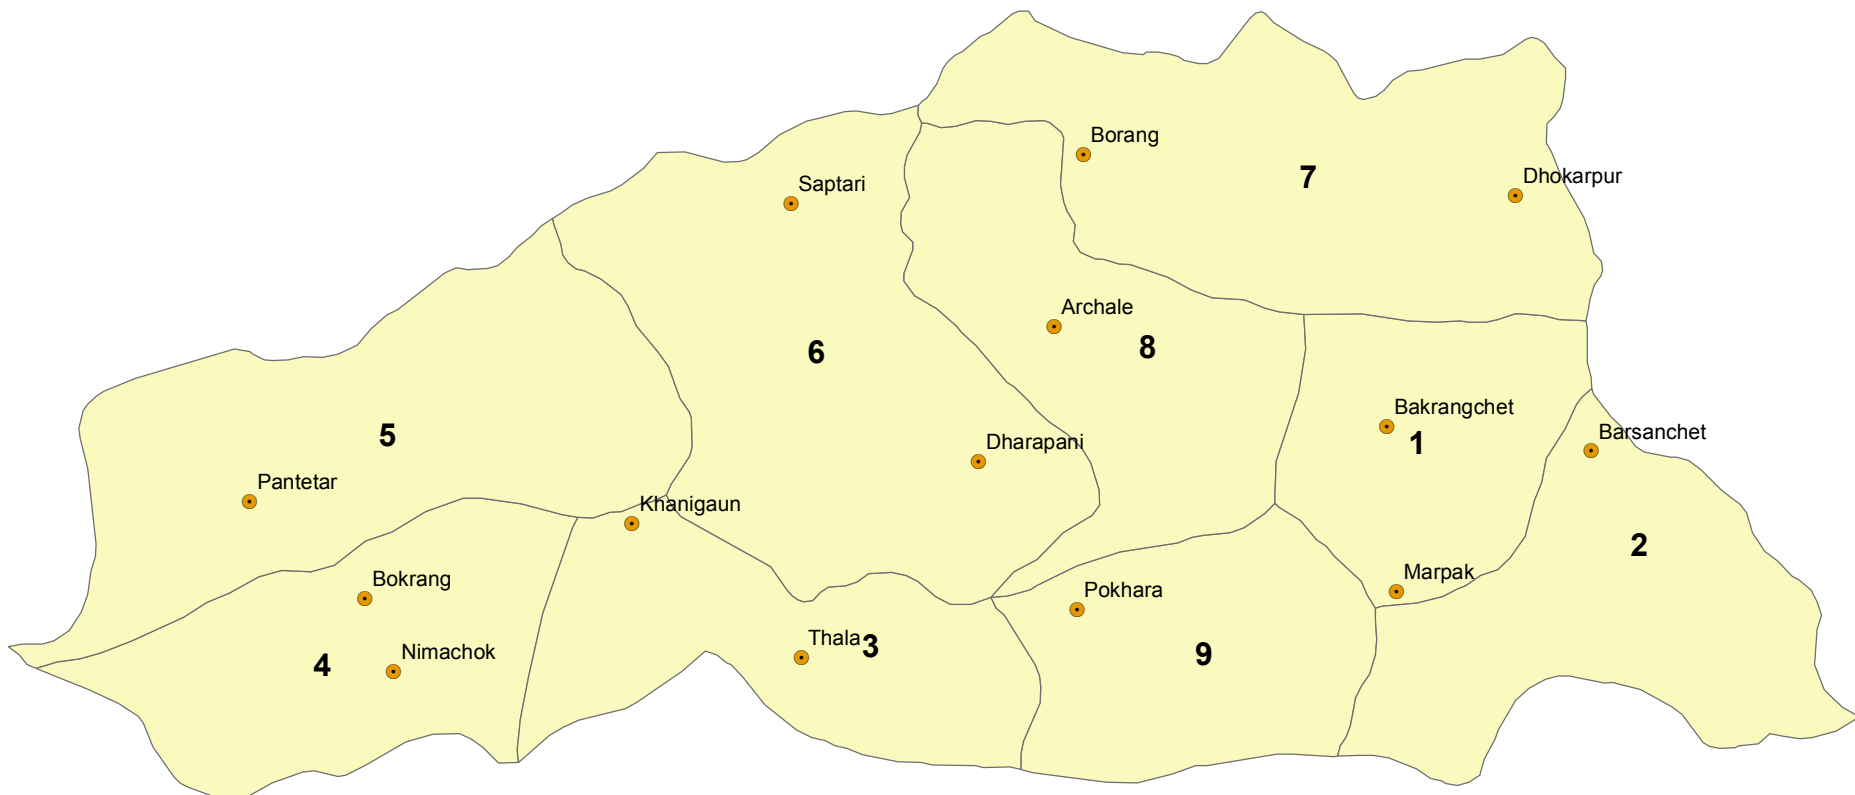 Borang
7
Dhokarpur
Saptari
Archale
8
6
Bakrangchet
1
Barsanchet
5
Dharapani
Pantetar
Khanigaun
2
Bokrang
Marpak
Pokhara
Nimachok
4
Thala
3
9